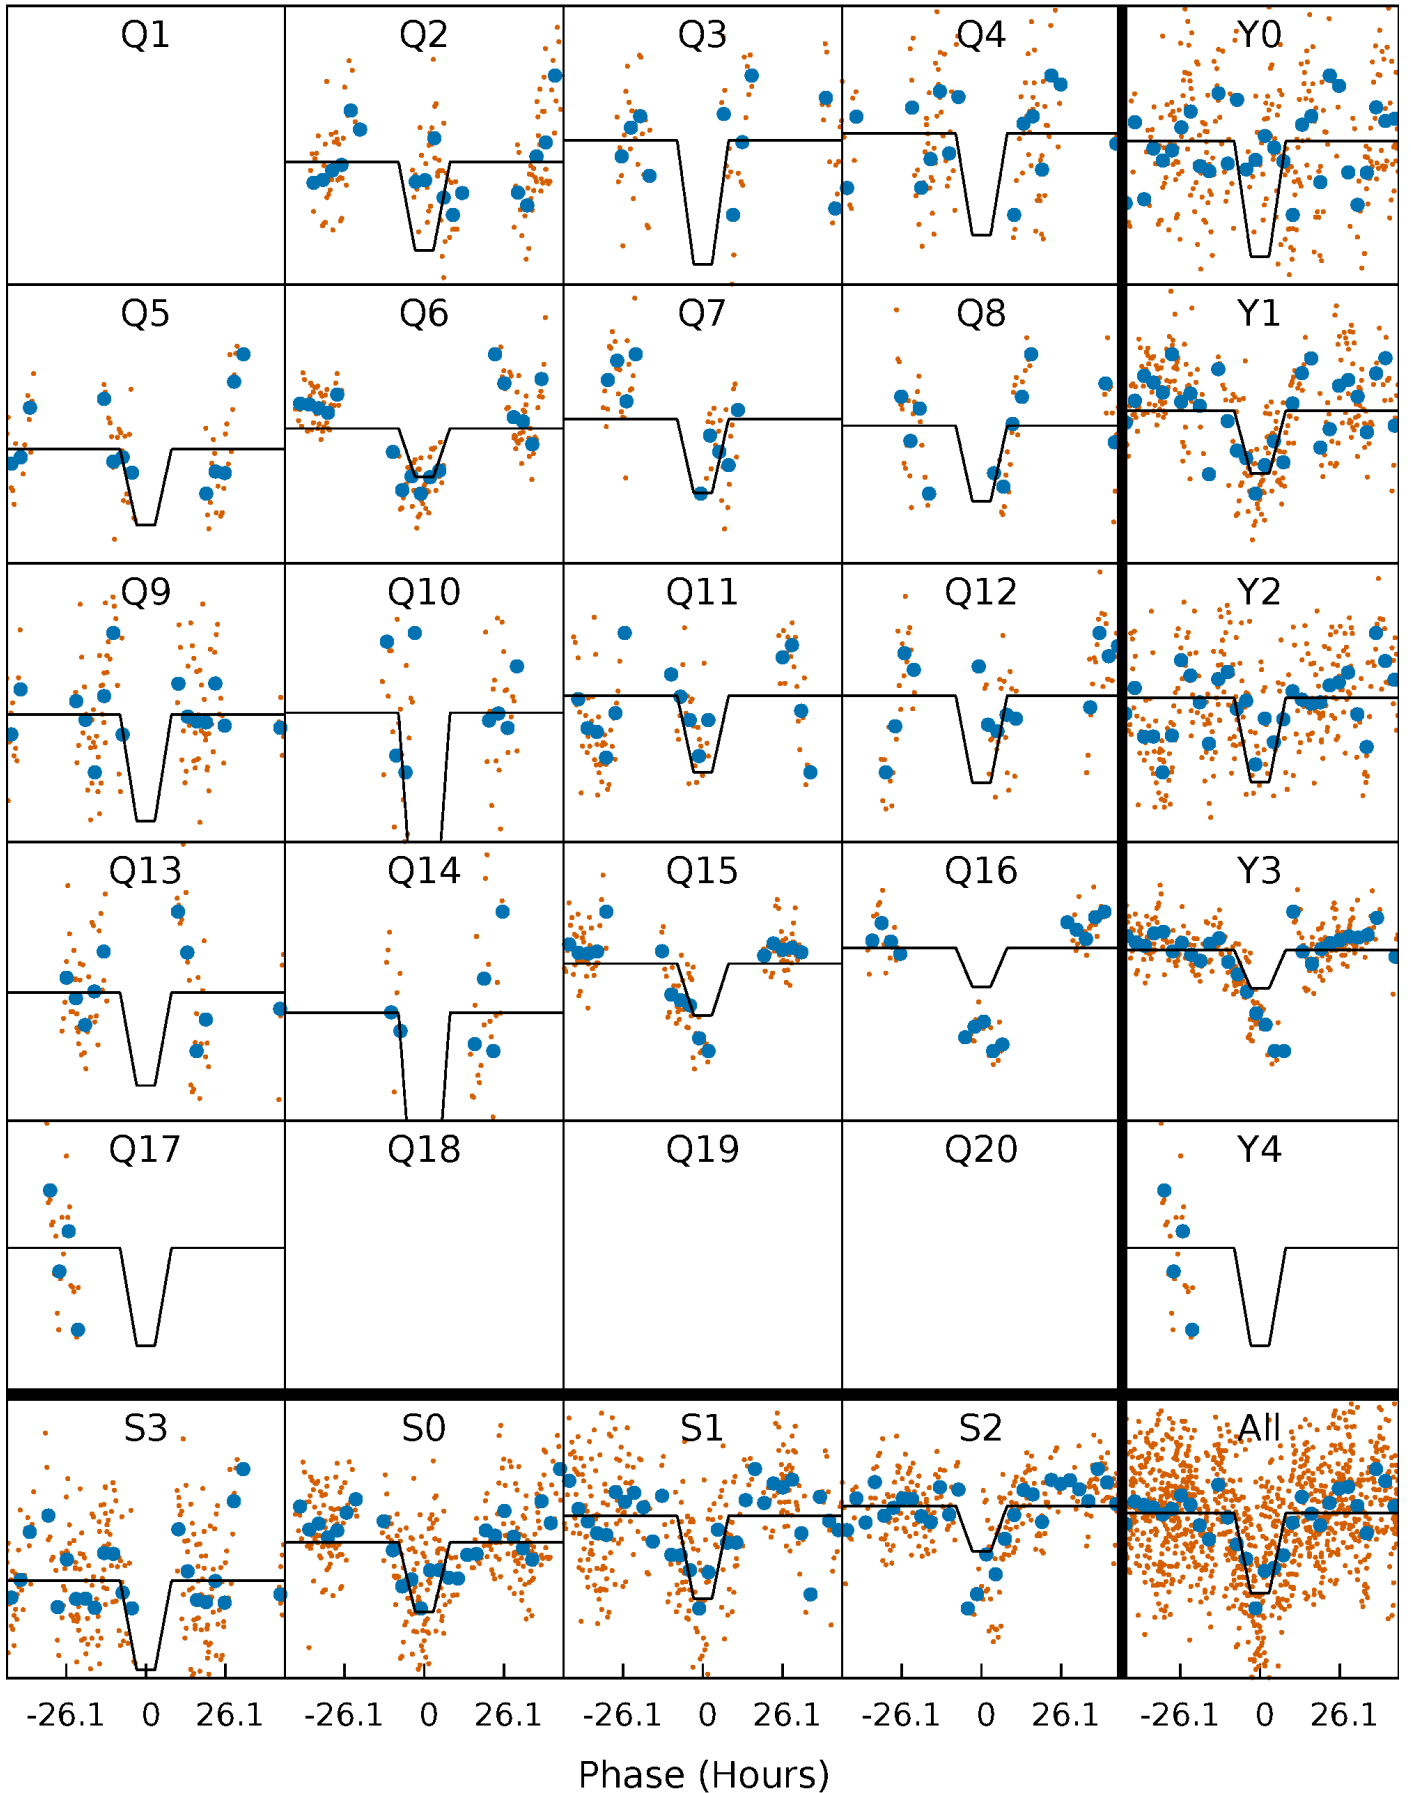 Q1 Q2 Q3 Q4 Y0
Q5 Q6 Q7 Q8 Y1
Q9 Q10 Q11 Q12 Y2
Q13 Q14 Q15 Q16 Y3
Q17 Q18 Q19 Q20 Y4
S3 S0 S1 S2 All
-26.1 0 26.1 -26.1 0 26.1 -26.1 0 26.1 -26.1 0 26.1 -26.1 0 26.1
Phase (Hours)